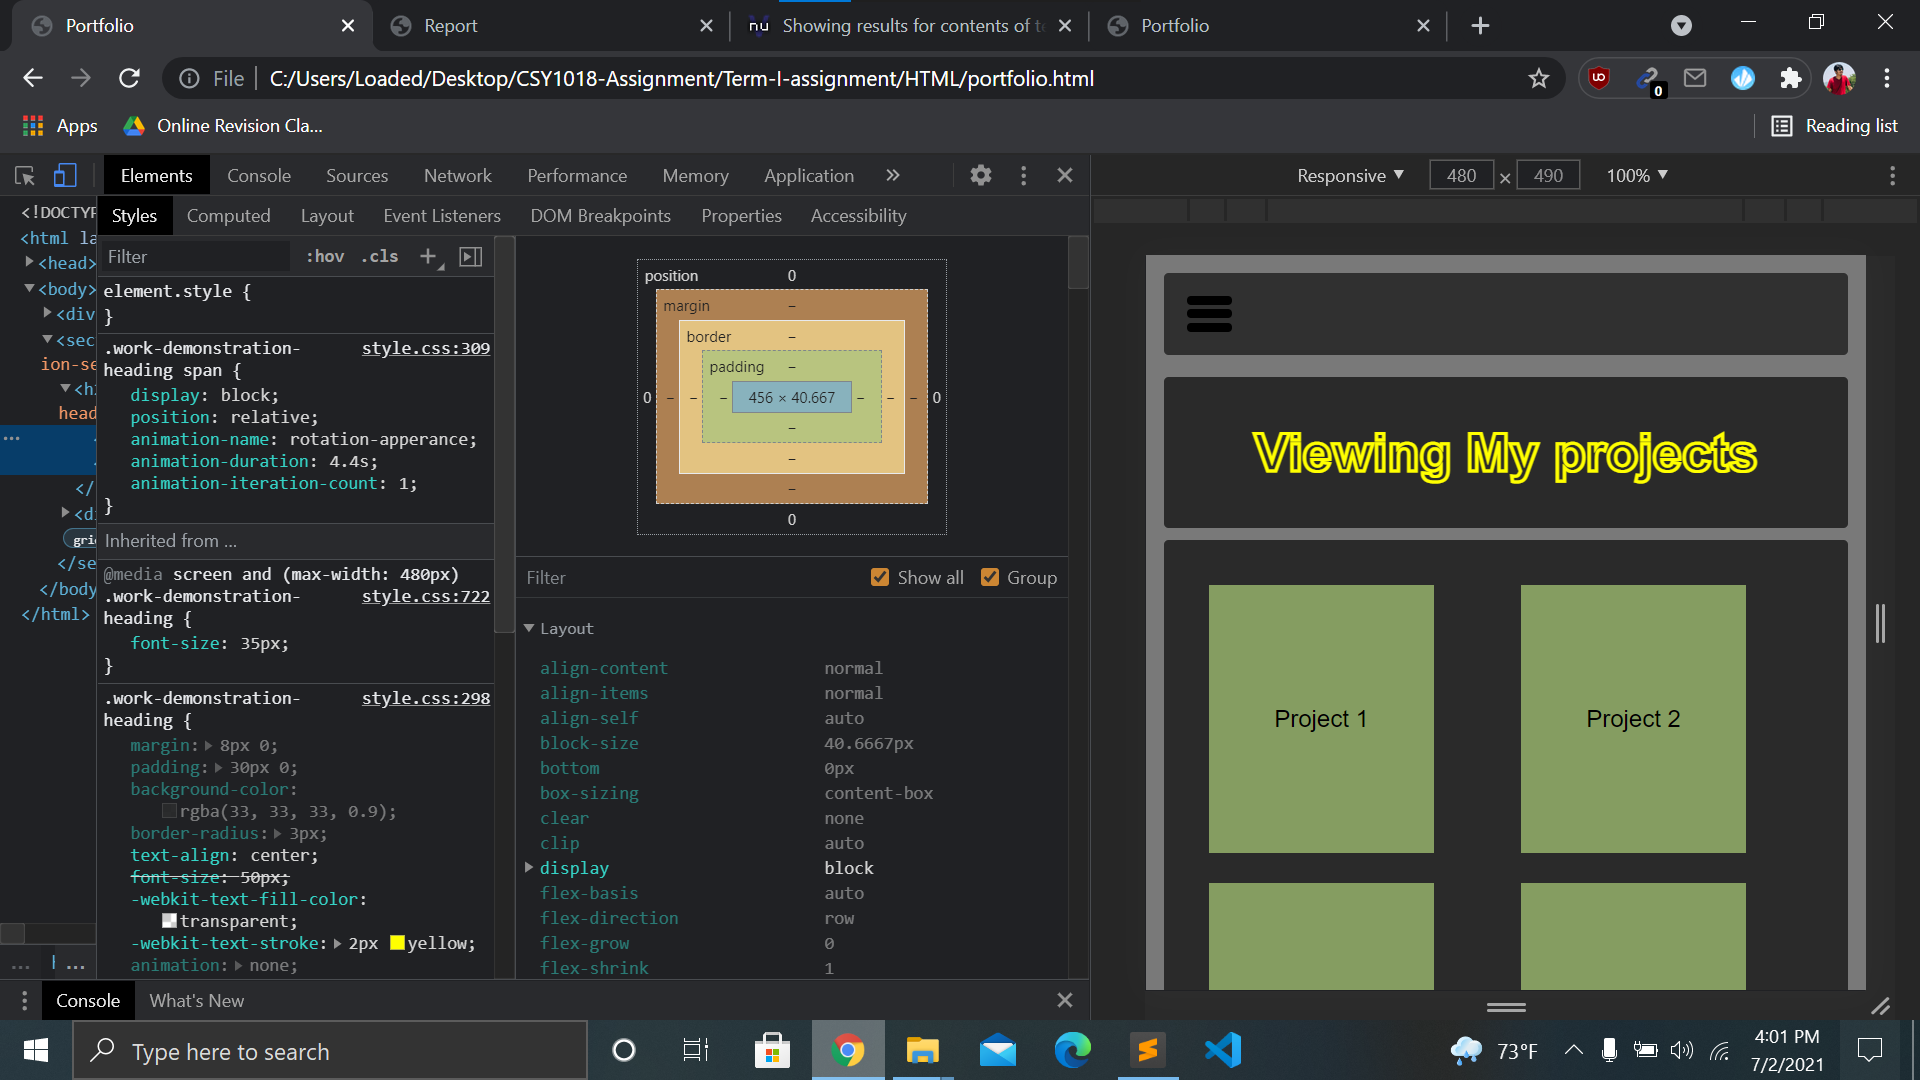 Portfolio
Report
Showing results for contents of te
Portfolio
File
C:/Users/Loaded/Desktop/CSY1018-Assignment/Term-I-assignment/HTML/portfolio.html
0
Apps
Online Revision Cla...
Reading list
Elements
Console
Sources
Network
Performance
Memory
Application
Responsive
480
×
490
100%
Styles
Computed
Layout
Event Listeners
DOM Breakpoints
Properties
Accessibility
<!DOCTYP
<html la
<head>
<body>
<div
<sec
ion-se
<h
head
...
</
<di
grid
</se
</body
</html>
Filter
:hov
.cls
element.style {
}
.work-demonstration-
style.css:309
heading span {
display: block;
position: relative;
animation-name: rotation-apperance;
animation-duration: 4.4s;
animation-iteration-count: 1;
}
Inherited from ...
@media screen and (max-width: 480px)
.work-demonstration-
style.css:722
heading {
font-size: 35px;
}
.work-demonstration-
style.css:298
heading {
margin: 8px 0;
padding: 30px 0;
background-color:
rgba(33, 33, 33, 0.9);
border-radius: 3px;
text-align: center;
font-size: 50px;
-webkit-text-fill-color:
transparent;
-webkit-text-stroke: 2px yellow;
animation: none;
position
0
margin
–
border
–
padding
–
0 – – – 456 × 40.667 – – – 0
–
–
–
0
Filter
Show all
Group
Layout
align-content normal
align-items normal
align-self auto
block-size 40.6667px
bottom 0px
box-sizing content-box
clear none
clip auto
display block
flex-basis auto
flex-direction row
flex-grow 0
flex-shrink 1
Viewing My projects
Project 1
Project 2
Console
What's New
Type here to search
73°F
4:01 PM
7/2/2021